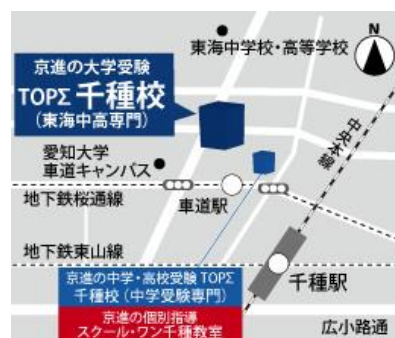 N
東海中学校・高等学校
京進の大学受験
TOPΣ 千種校
(東海中高専門)
中央本線
愛知大学
車道キャンパス
車道駅
地下鉄桜通線
地下鉄東山線
京進の中学・高校受験 TOPΣ
千種校(中学受験専門)
千種駅
京進の個別指導
スクール・ワン千種教室
広小路通